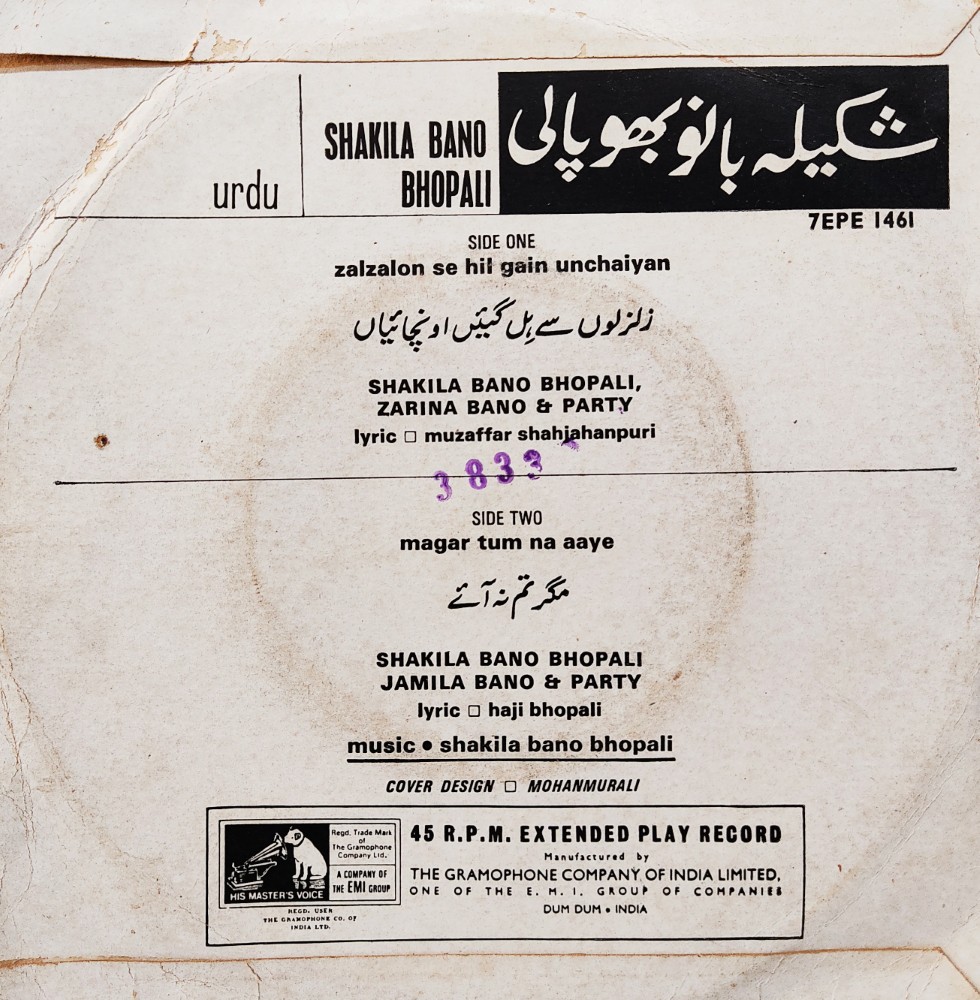 urdu
SHAKILA BANO
BHOPALI
شکیلہ بانو بھوپالی
7EPE 1461
SIDE ONE
zalzalon se hil gain unchaiyan
زلزلوں سے ہِل گیئں اونچائیاں
SHAKILA BANO BHOPALI,
ZARINA BANO & PARTY
lyric □ muzaffar shahjahanpuri
3833
SIDE TWO
magar tum na aaye
مگر تم نہ آئے
SHAKILA BANO BHOPALI
JAMILA BANO & PARTY
lyric □ haji bhopali
music • shakila bano bhopali
COVER DESIGN □ MOHANMURALI
HIS MASTER'S VOICE
Regd. Trade Mark
of
The Gramophone
Company Ltd.
A COMPANY OF
THE EMI GROUP
REGD. USER
THE GRAMOPHONE CO. OF
INDIA LTD.
45 R.P.M. EXTENDED PLAY RECORD
Manufactured by
THE GRAMOPHONE COMPANY OF INDIA LIMITED,
ONE OF THE E. M. I. GROUP OF COMPANIES
DUM DUM • INDIA